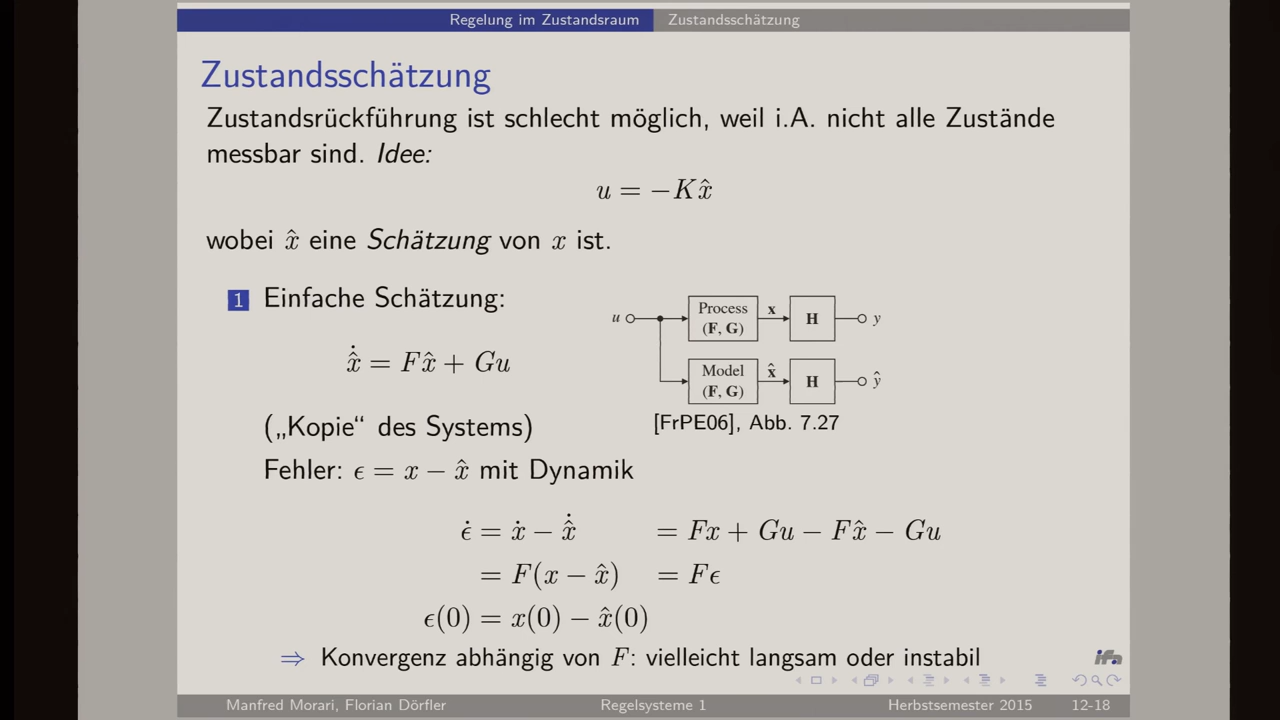 Regelung im Zustandsraum Zustandsschätzung
Zustandsschätzung
Zustandsrückführung ist schlecht möglich, weil i.A. nicht alle Zustände
messbar sind. Idee:
u = −Kx̂
wobei x̂ eine Schätzung von x ist.
1 Einfache Schätzung:
u Process (F, G) x H y
Model (F, G) x̂ H ŷ
x̂̇ = Fx̂ + Gu
[FrPE06], Abb. 7.27
(„Kopie“ des Systems)
Fehler: ϵ = x − x̂ mit Dynamik
ϵ̇ = ẋ − x̂̇ = Fx + Gu − Fx̂ − Gu
= F(x − x̂) = Fϵ
ϵ(0) = x(0) − x̂(0)
⇒ Konvergenz abhängig von F: vielleicht langsam oder instabil
ifa
Manfred Morari, Florian Dörfler Regelsysteme 1 Herbstsemester 2015 12-18